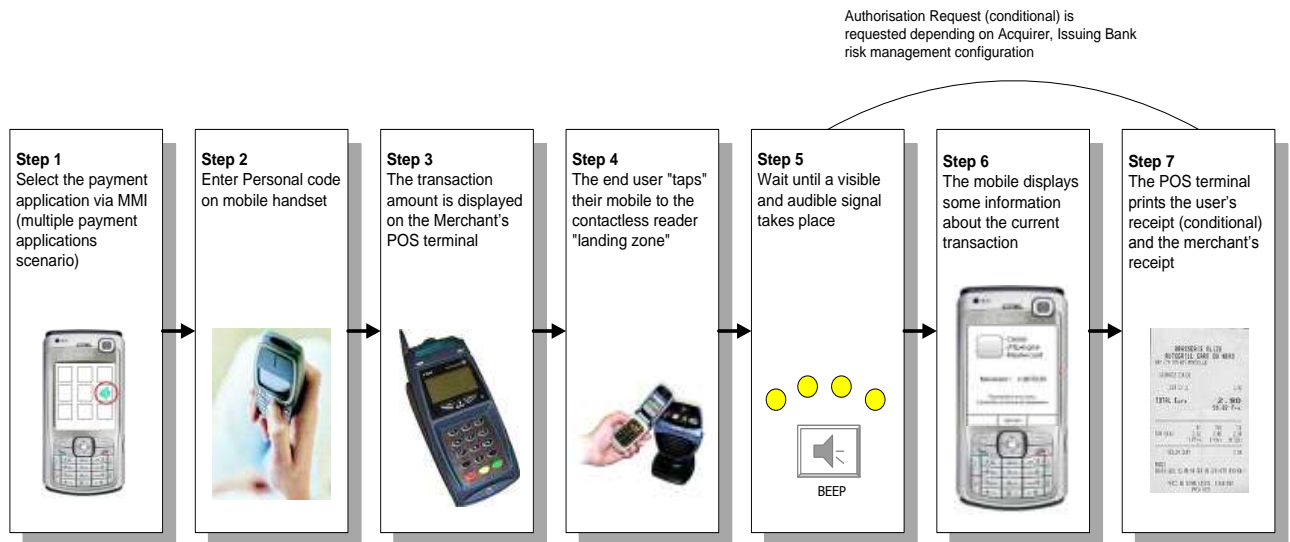 Authorisation Request (conditional) is
requested depending on Acquirer, Issuing Bank
risk management configuration
Step 1
Select the payment
application via MMI
(multiple payment
applications
scenario)
Step 2
Enter Personal code
on mobile handset
Step 3
The transaction
amount is displayed
on the Merchant's
POS terminal
Step 4
The end user "taps"
their mobile to the
contactless reader
"landing zone"
Step 5
Wait until a visible
and audible signal
takes place
BEEP
Step 6
The mobile displays
some information
about the current
transaction
Step 7
The POS terminal
prints the user's
receipt (conditional)
and the merchant's
receipt
TOTAL Euro 2.90